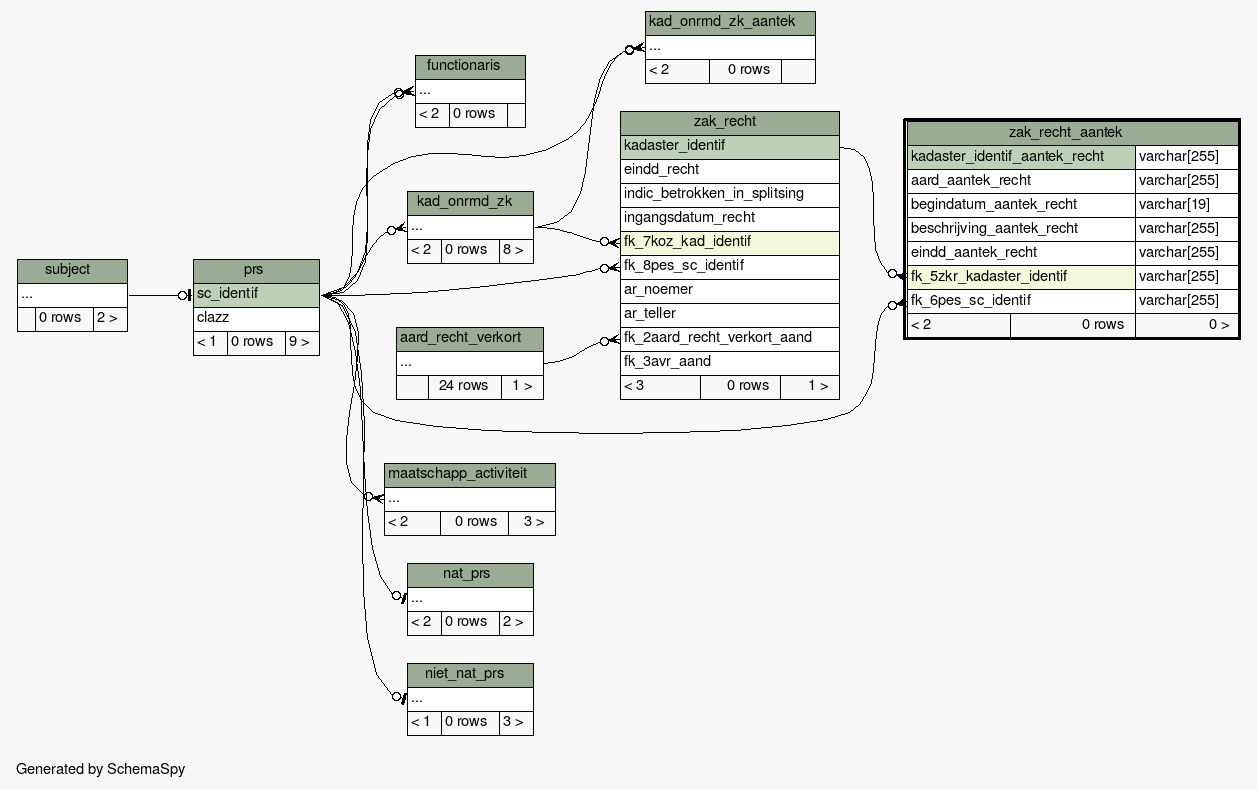 kad_onrrnd_zk_aantek
...
< 2 0 rows
functionaris
...
< 2 0 rows
zak_recht
kadaster_identif
eindd_recht
indic_betrokken_in_splitsing
ingangsdatum_recht
fk_7koz_kad_identif
fk_8pes_sc_identif
ar_noemer
ar_teller
fk_2aard_recht_verkort_aand
fk_3avr_aand
< 3 0 rows 1 >
zak_recht_aantek
kadaster_identif_aantek_recht varchar[255]
aard_aantek_recht varchar[255]
begindatum_aantek_recht varchar[19]
beschrijving_aantek_recht varchar[255]
eindd_aantek_recht varchar[255]
fk_5zkr_kadaster_identif varchar[255]
fk_6pes_sc_identif varchar[255]
< 2 0 rows 0 >
kad_onrrnd_zk
...
< 2 0 rows 8 >
subject
...
0 rows 2 >
prs
sc_identif
clazz
< 1 0 rows 9 >
aard_recht_verkort
...
24 rows 1 >
maatschapp_activiteit
...
< 2 0 rows 3 >
nat_prs
...
< 2 0 rows 2 >
niet_nat_prs
...
< 1 0 rows 3 >
Generated by SchemaSpy